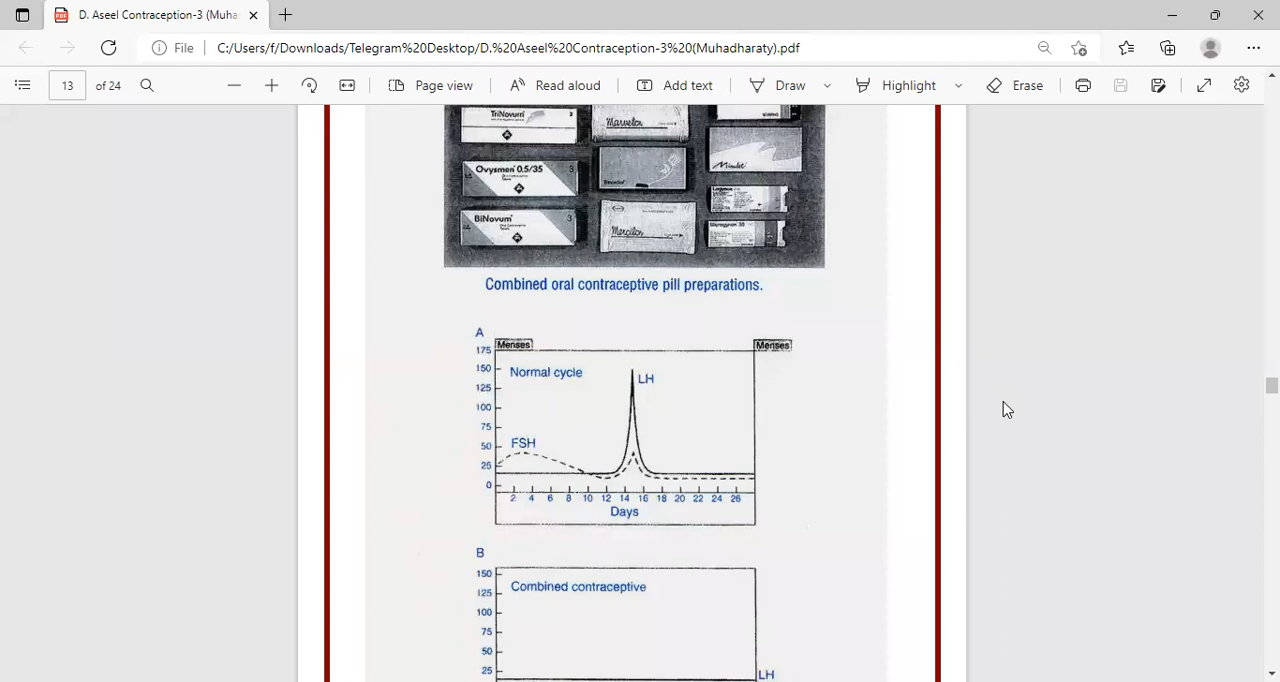 D. Aseel Contraception-3 (Muha
File
C:/Users/f/Downloads/Telegram%20Desktop/D.%20Aseel%20Contraception-3%20(Muhadharaty).pdf
13 of 24
Page view
Read aloud
Add text
Draw
Highlight
Erase
TriNovum
Marvelon
Minulet
Ovysmen 0.5/35
BiNovum
Mercilon
Microgynon 30
Combined oral contraceptive pill preparations.
A
Menses
Menses
175
150
Normal cycle
LH
125
100
75
50
FSH
25
0
2 4 6 8 10 12 14 16 18 20 22 24 26
Days
B
150
Combined contraceptive
125
100
75
50
25
LH